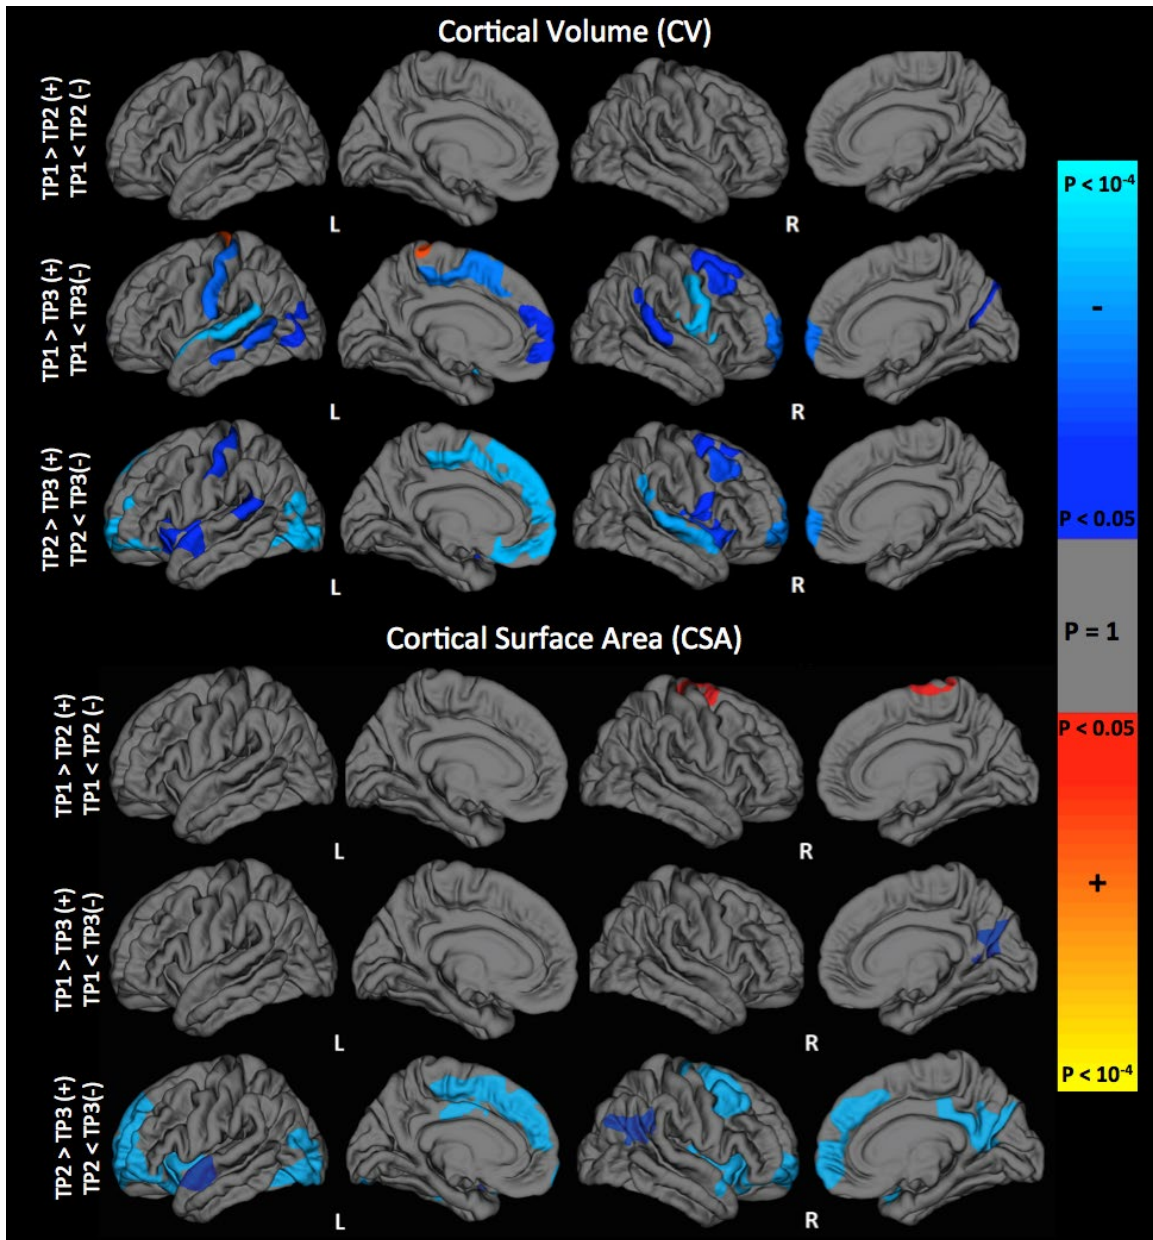 Cortical Volume (CV)
TP1 > TP2 (+)
TP1 < TP2 (-)
L
R
TP1 > TP3 (+)
TP1 < TP3(-)
L
R
TP2 > TP3 (+)
TP2 < TP3(-)
L
R
Cortical Surface Area (CSA)
TP1 > TP2 (+)
TP1 < TP2 (-)
L
R
TP1 > TP3 (+)
TP1 < TP3(-)
L
R
TP2 > TP3 (+)
TP2 < TP3(-)
L
R
P < 10⁻⁴
-
P < 0.05
P = 1
P < 0.05
+
P < 10⁻⁴